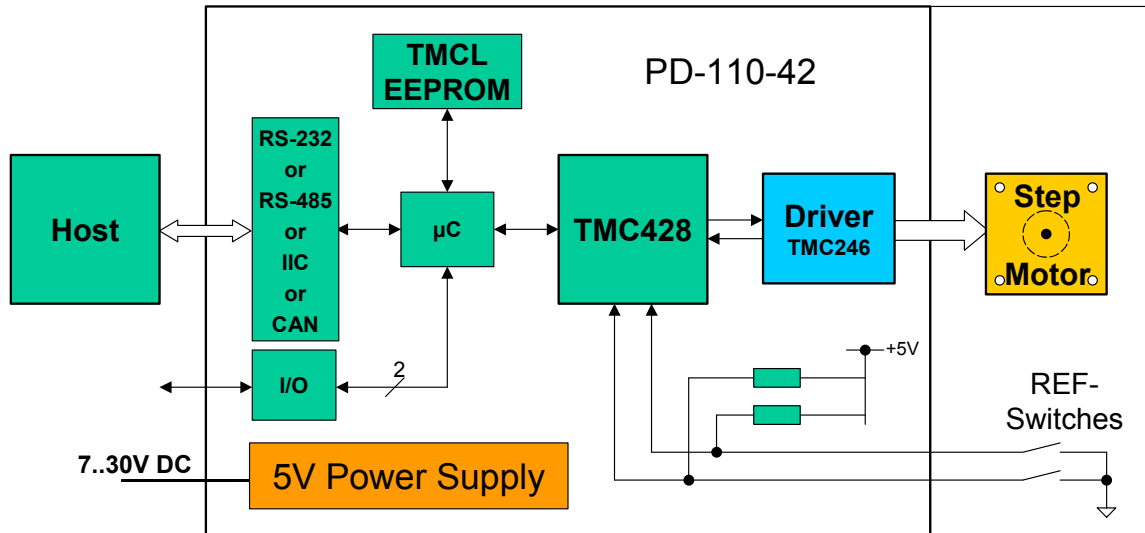 TMCL
EEPROM
PD-110-42
Host
RS-232
or
RS-485
or
IIC
or
CAN
µC
TMC428
Driver
TMC246
Step
Motor
I/O
2
+5V
REF-
Switches
7..30V DC
5V Power Supply